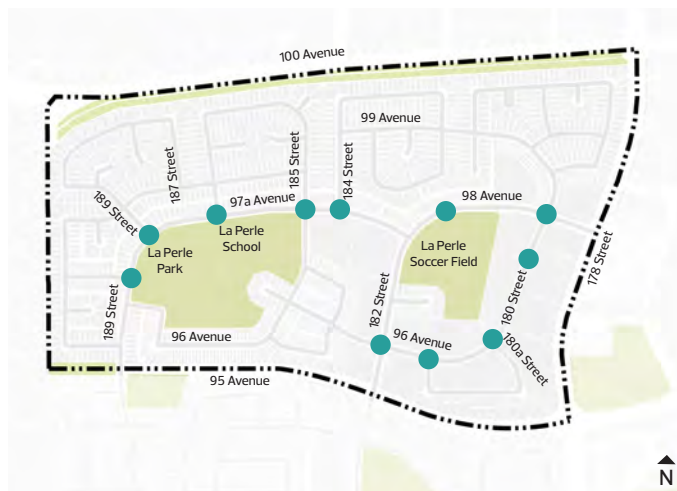 100 Avenue
99 Avenue
187 Street
185 Street
184 Street
189 Street
97a Avenue
98 Avenue
La Perle
School
La Perle
Park
La Perle
Soccer Field
178 Street
189 Street
182 Street
180 Street
96 Avenue
96 Avenue
180a Street
95 Avenue
N